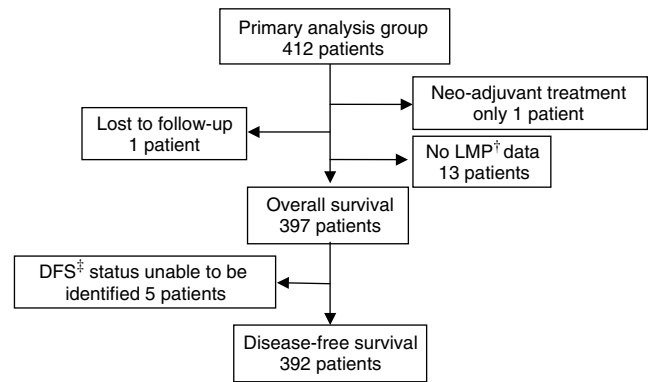 Primary analysis group
412 patients
Neo-adjuvant treatment
only 1 patient
Lost to follow-up
1 patient
No LMP† data
13 patients
Overall survival
397 patients
DFS‡ status unable to be
identified 5 patients
Disease-free survival
392 patients